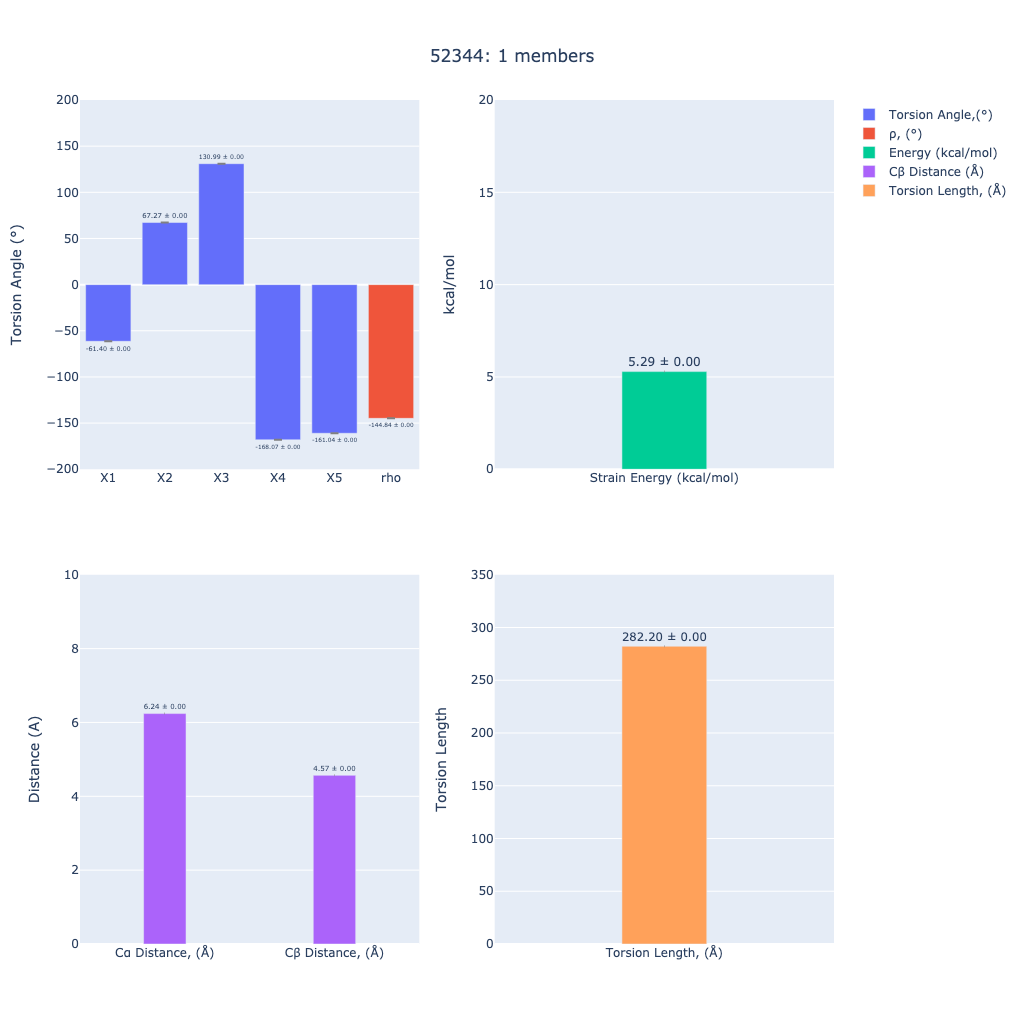 52344: 1 members
Torsion Angle (°)
200
150
100
50
0
−50
−100
−150
−200
-61.40 ± 0.00
67.27 ± 0.00
130.99 ± 0.00
-168.07 ± 0.00
-161.04 ± 0.00
-144.84 ± 0.00
X1 X2 X3 X4 X5 rho
kcal/mol
20
15
10
5
0
5.29 ± 0.00
Strain Energy (kcal/mol)
Torsion Angle,(°)
ρ, (°)
Energy (kcal/mol)
Cβ Distance (Å)
Torsion Length, (Å)
Distance (A)
10
8
6
4
2
0
6.24 ± 0.00
4.57 ± 0.00
Cα Distance, (Å) Cβ Distance, (Å)
Torsion Length
350
300
250
200
150
100
50
0
282.20 ± 0.00
Torsion Length, (Å)